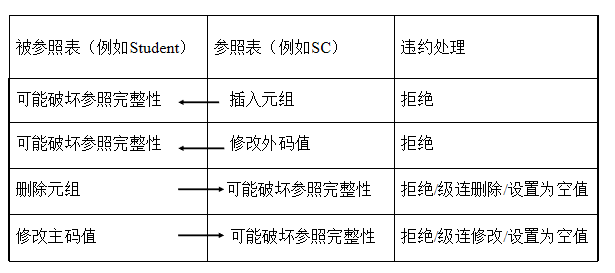 被参照表（例如Student） 参照表（例如SC） 违约处理
可能破坏参照完整性 插入元组 拒绝
可能破坏参照完整性 修改外码值 拒绝
删除元组 可能破坏参照完整性 拒绝/级连删除/设置为空值
修改主码值 可能破坏参照完整性 拒绝/级连修改/设置为空值